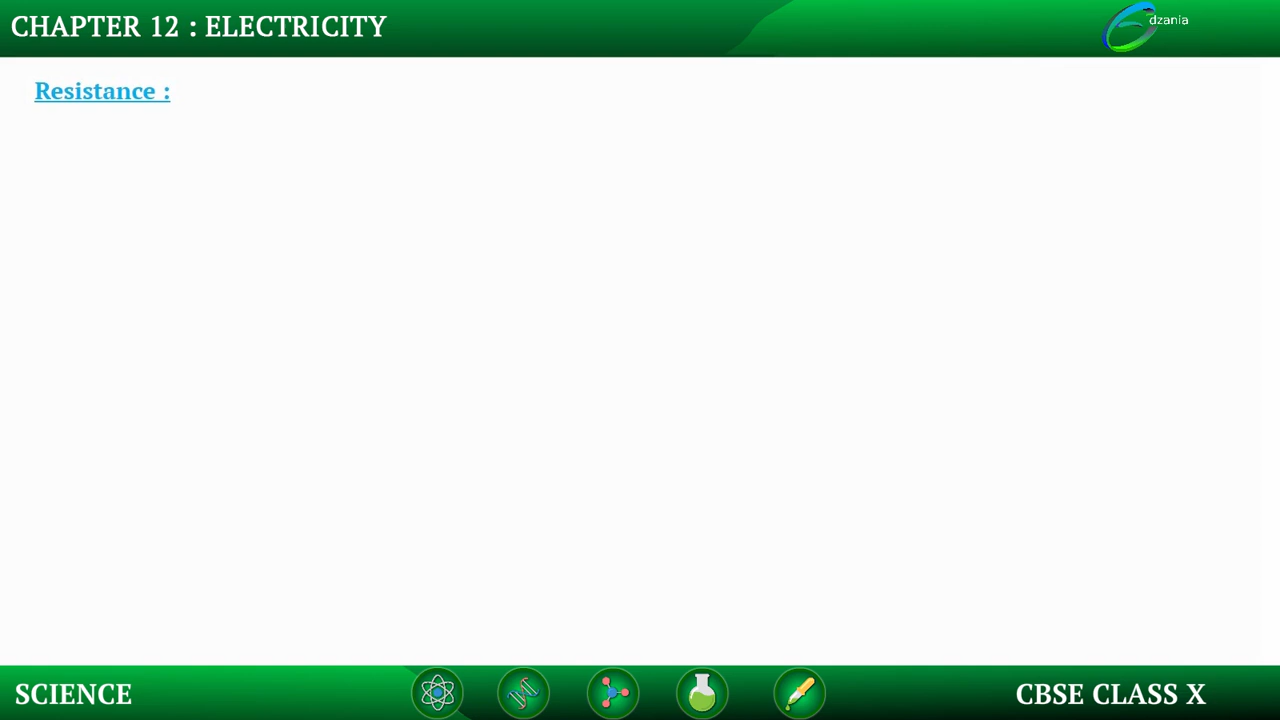 CHAPTER 12 : ELECTRICITY
dzania
Resistance :
SCIENCE
CBSE CLASS X